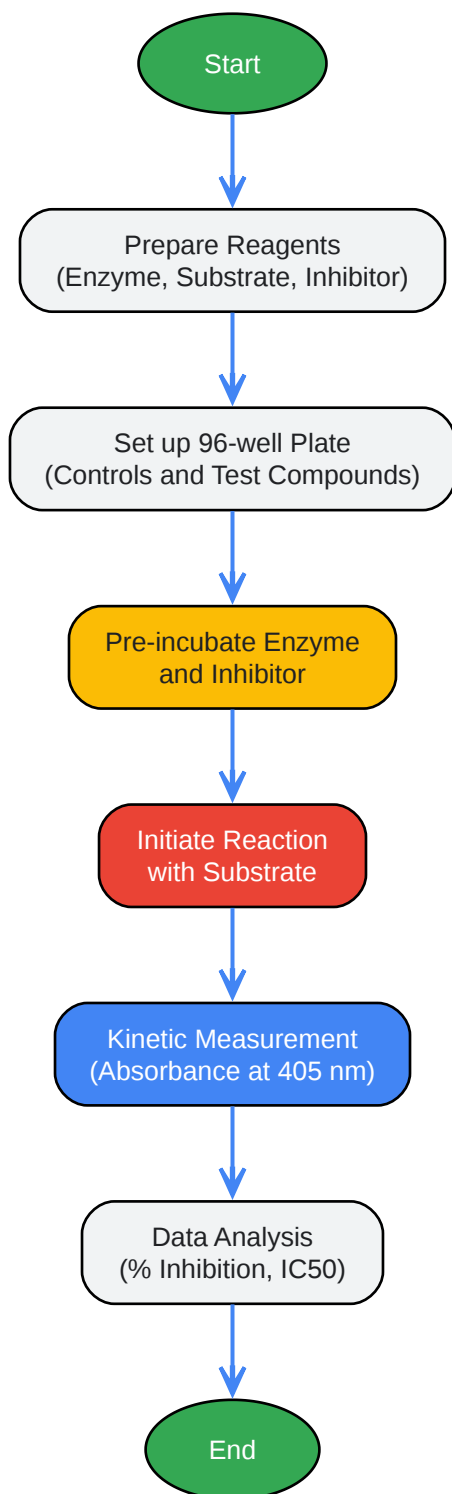 Start
Prepare Reagents
(Enzyme, Substrate, Inhibitor)
Set up 96-well Plate
(Controls and Test Compounds)
Pre-incubate Enzyme
and Inhibitor
Initiate Reaction
with Substrate
Kinetic Measurement
(Absorbance at 405 nm)
Data Analysis
(% Inhibition, IC50)
End